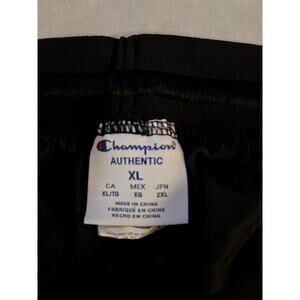 Champion
AUTHENTIC
XL
CA MEX JPN
XL/TG XG 2XL
MADE IN CHINA
FABRIQUÉ EN CHINE
HECHO EN CHINA